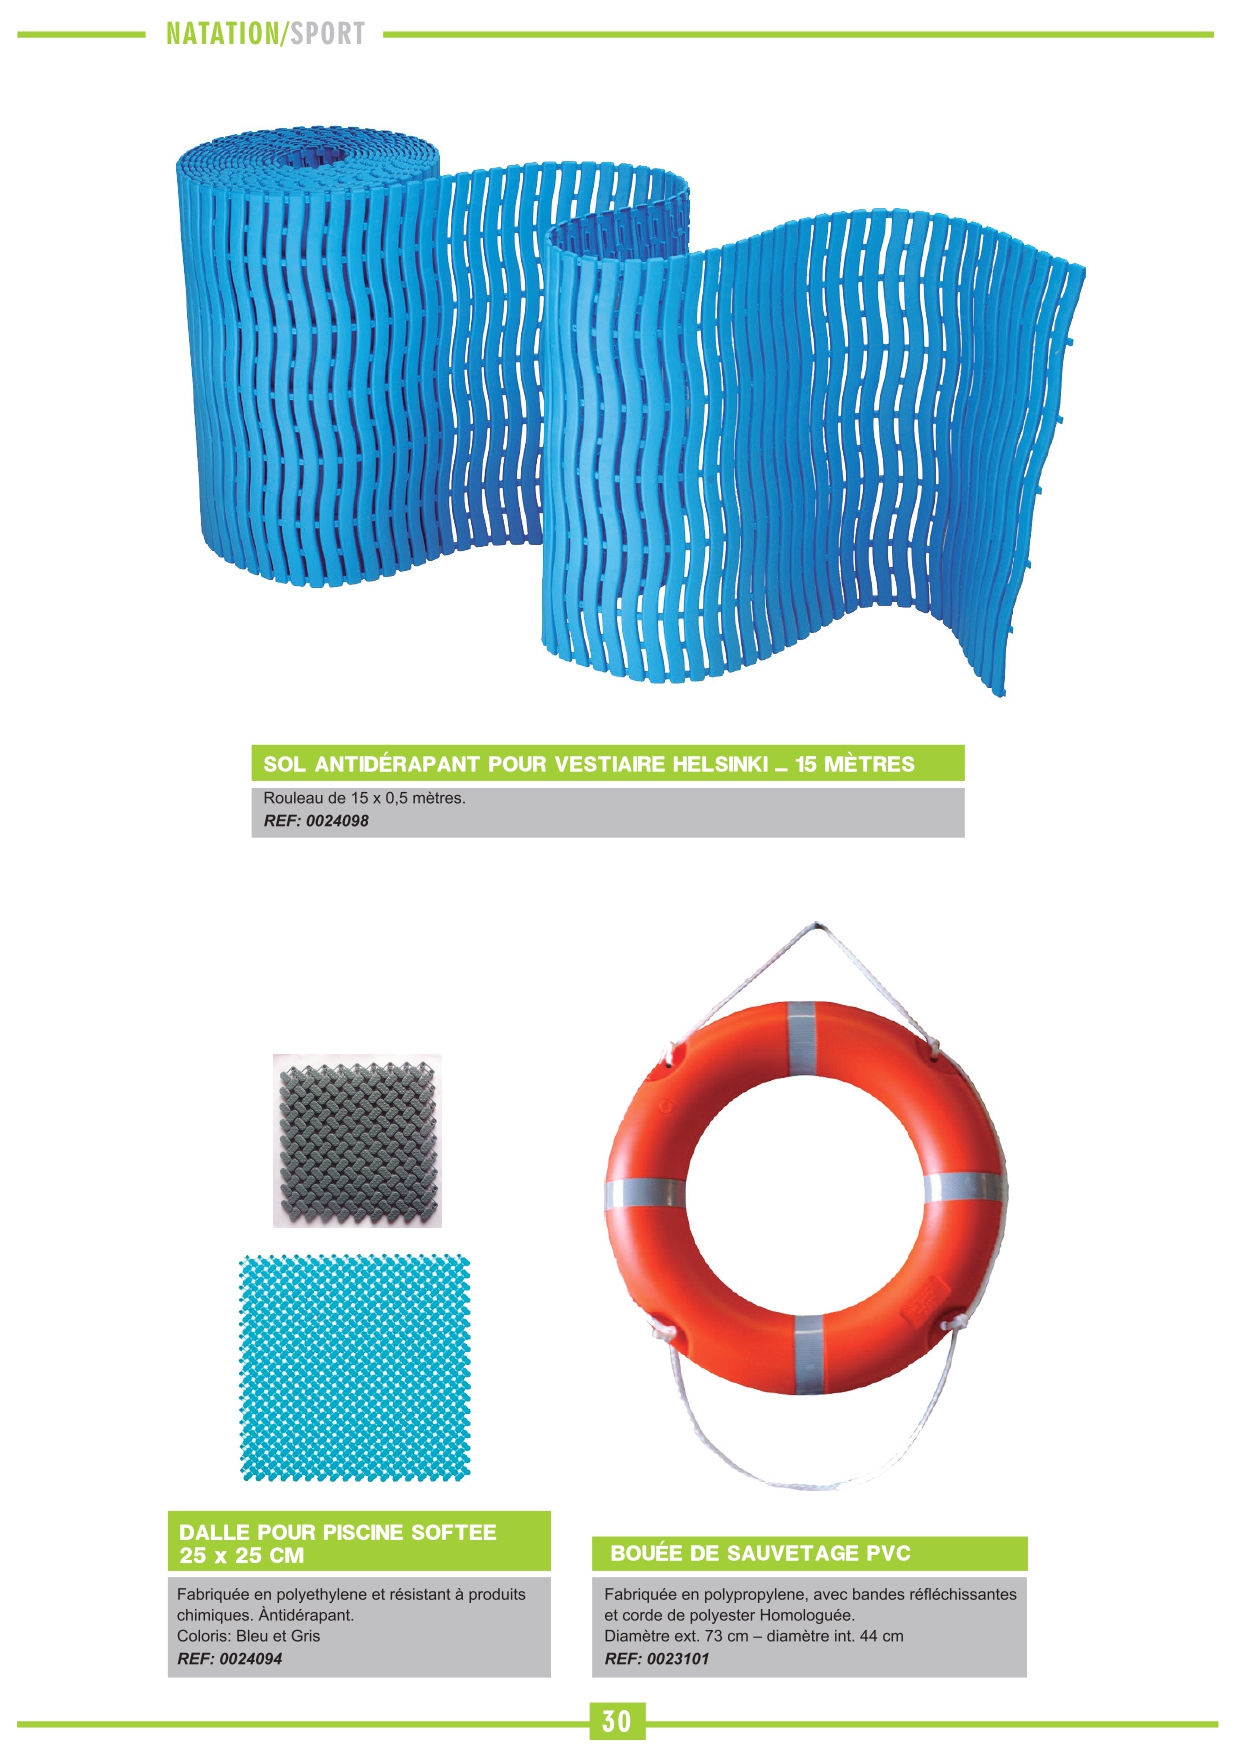 NATATION/SPORT
SOL ANTIDÉRAPANT POUR VESTIAIRE HELSINKI _ 15 MÈTRES
Rouleau de 15 x 0,5 mètres.
REF: 0024098
DALLE POUR PISCINE SOFTEE
25 x 25 CM
Fabriquée en polyethylene et résistant à produits
chimiques. Àntidérapant.
Coloris: Bleu et Gris
REF: 0024094
BOUÉE DE SAUVETAGE PVC
Fabriquée en polypropylene, avec bandes réfléchissantes
et corde de polyester Homologuée.
Diamètre ext. 73 cm – diamètre int. 44 cm
REF: 0023101
30